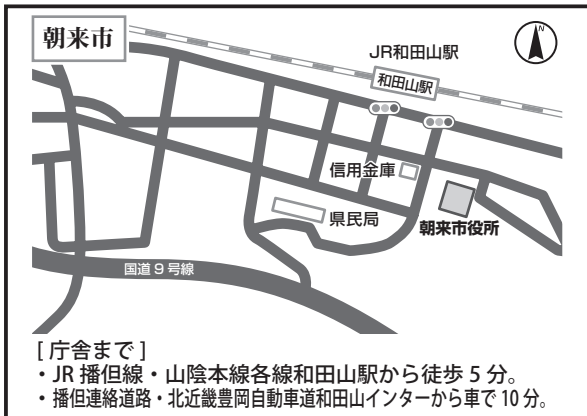 朝来市
N
JR和田山駅
和田山駅
信用金庫
県民局
朝来市役所
国道9号線
[庁舎まで]
・JR 播但線・山陰本線各線和田山駅から徒歩 5 分。
・播但連絡道路・北近畿豊岡自動車道和田山インターから車で 10 分。